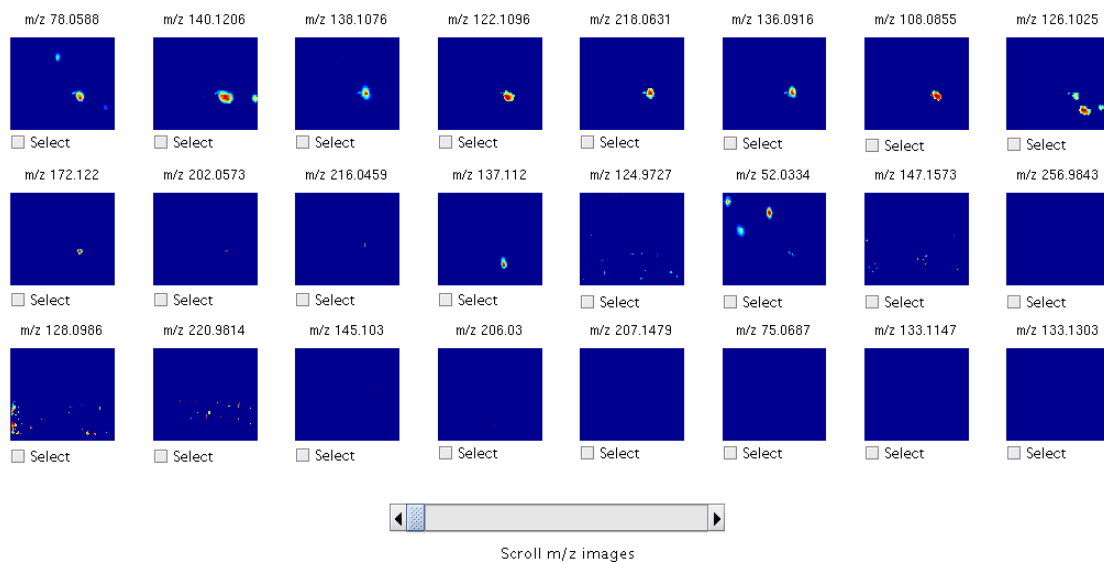 m/z 78.0588 m/z 140.1206 m/z 138.1076 m/z 122.1096 m/z 218.0631 m/z 136.0916 m/z 108.0855 m/z 126.1025
Select Select Select Select Select Select Select Select
m/z 172.122 m/z 202.0573 m/z 216.0459 m/z 137.112 m/z 124.9727 m/z 52.0334 m/z 147.1573 m/z 256.9843
Select Select Select Select Select Select Select Select
m/z 128.0986 m/z 220.9814 m/z 145.103 m/z 206.03 m/z 207.1479 m/z 75.0687 m/z 133.1147 m/z 133.1303
Select Select Select Select Select Select Select Select
Scroll m/z images